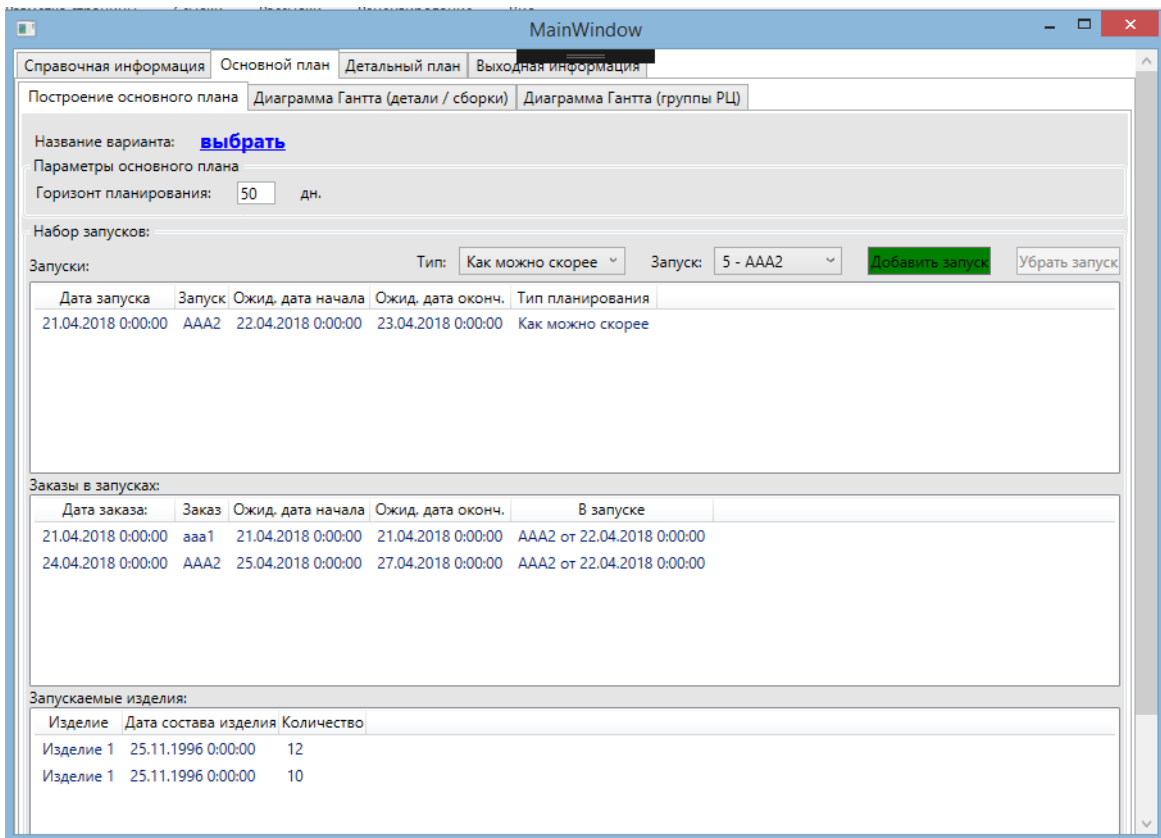 MainWindow
Справочная информация Основной план Детальный план Выходная информация
Построение основного плана Диаграмма Гантта (детали / сборки) Диаграмма Гантта (группы РЦ)
Название варианта: выбрать
Параметры основного плана
Горизонт планирования: 50 дн.
Набор запусков:
Запуски: Тип: Как можно скорее Запуск: 5 - AAA2 Добавить запуск Убрать запуск
Дата запуска Запуск Ожид. дата начала Ожид. дата оконч. Тип планирования
21.04.2018 0:00:00 AAA2 22.04.2018 0:00:00 23.04.2018 0:00:00 Как можно скорее
Заказы в запусках:
Дата заказа: Заказ Ожид. дата начала Ожид. дата оконч. В запуске
21.04.2018 0:00:00 aaa1 21.04.2018 0:00:00 21.04.2018 0:00:00 AAA2 от 22.04.2018 0:00:00
24.04.2018 0:00:00 AAA2 25.04.2018 0:00:00 27.04.2018 0:00:00 AAA2 от 22.04.2018 0:00:00
Запускаемые изделия:
Изделие Дата состава изделия Количество
Изделие 1 25.11.1996 0:00:00 12
Изделие 1 25.11.1996 0:00:00 10